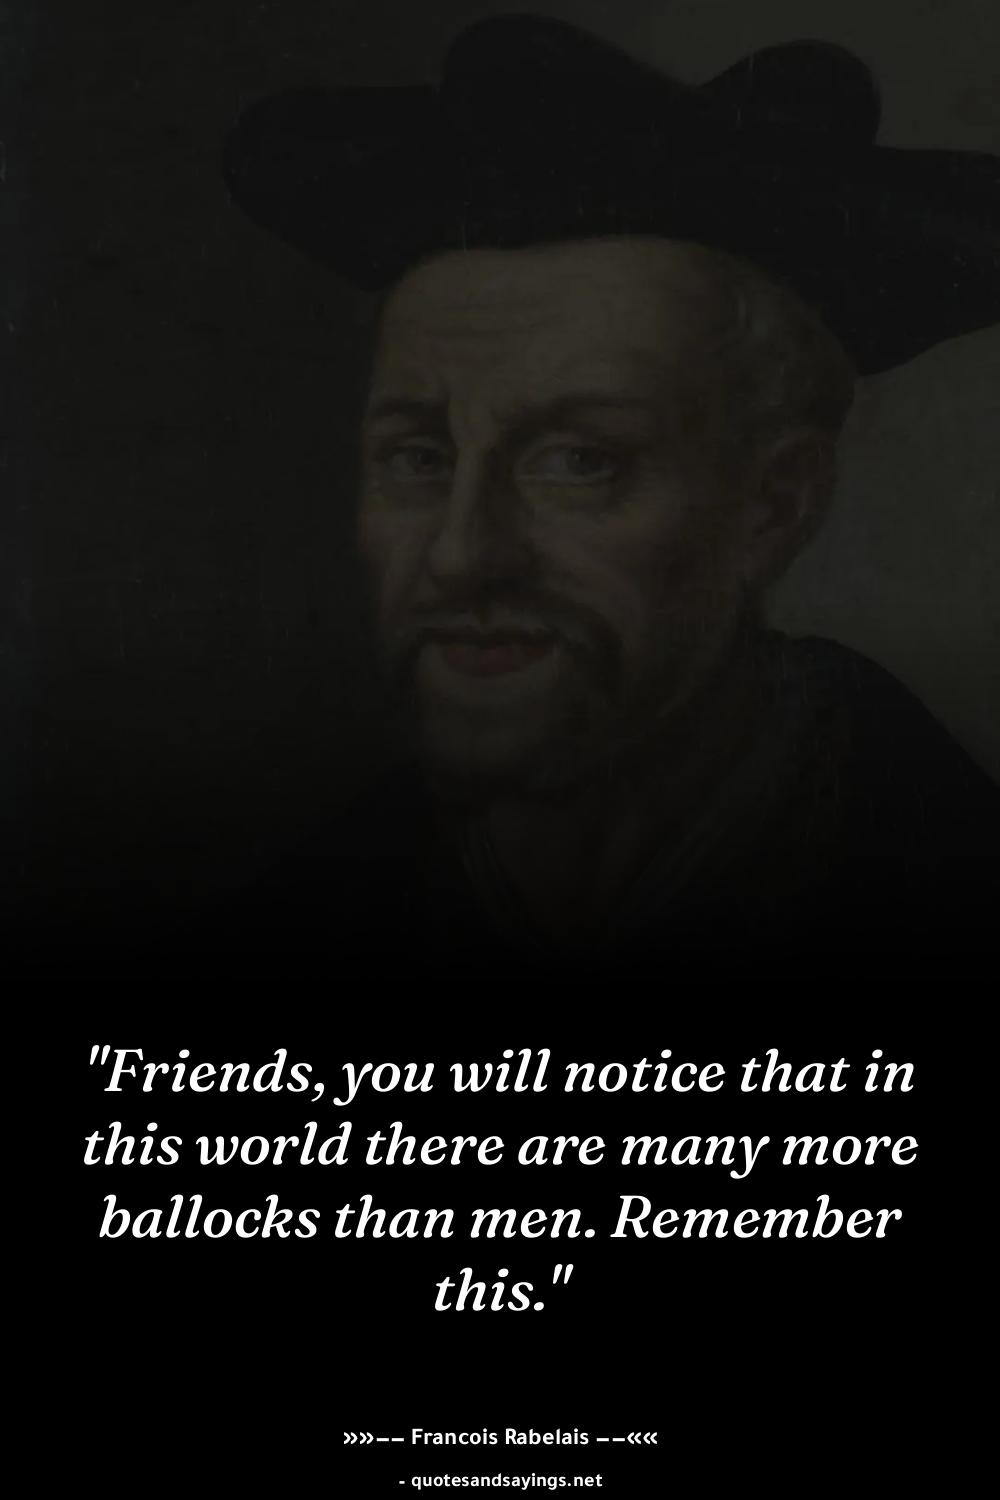 "Friends, you will notice that in
this world there are many more
ballocks than men. Remember
this."
»»–– Francois Rabelais ––««
- quotesandsayings.net